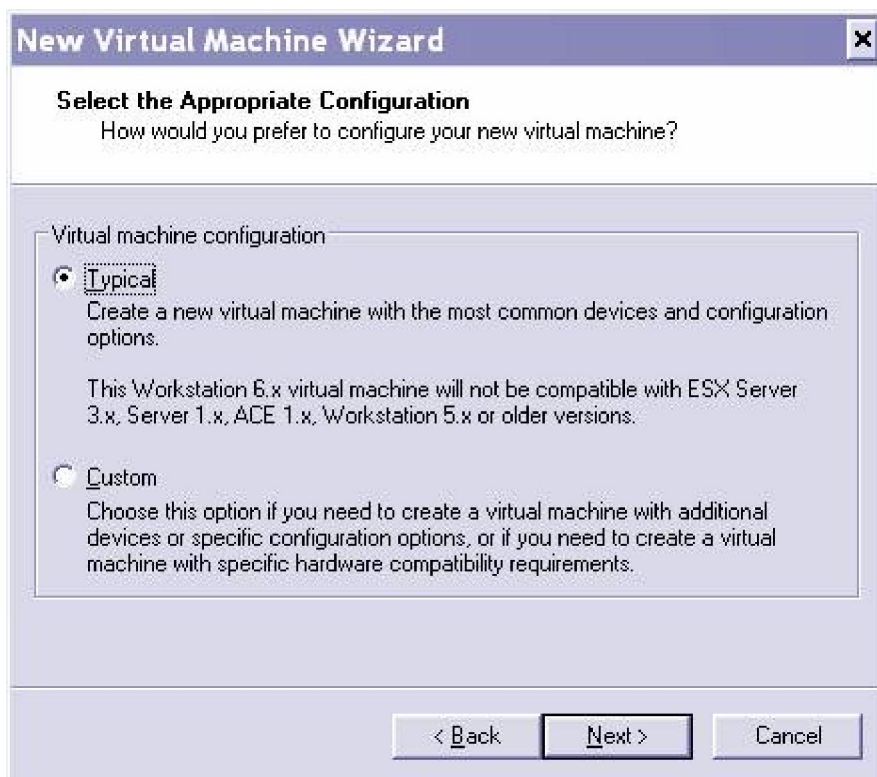 New Virtual Machine Wizard
Select the Appropriate Configuration
How would you prefer to configure your new virtual machine?
Virtual machine configuration
Typical
Create a new virtual machine with the most common devices and configuration
options.
This Workstation 6.x virtual machine will not be compatible with ESX Server
3.x, Server 1.x, ACE 1.x, Workstation 5.x or older versions.
Custom
Choose this option if you need to create a virtual machine with additional
devices or specific configuration options, or if you need to create a virtual
machine with specific hardware compatibility requirements.
< Back Next > Cancel